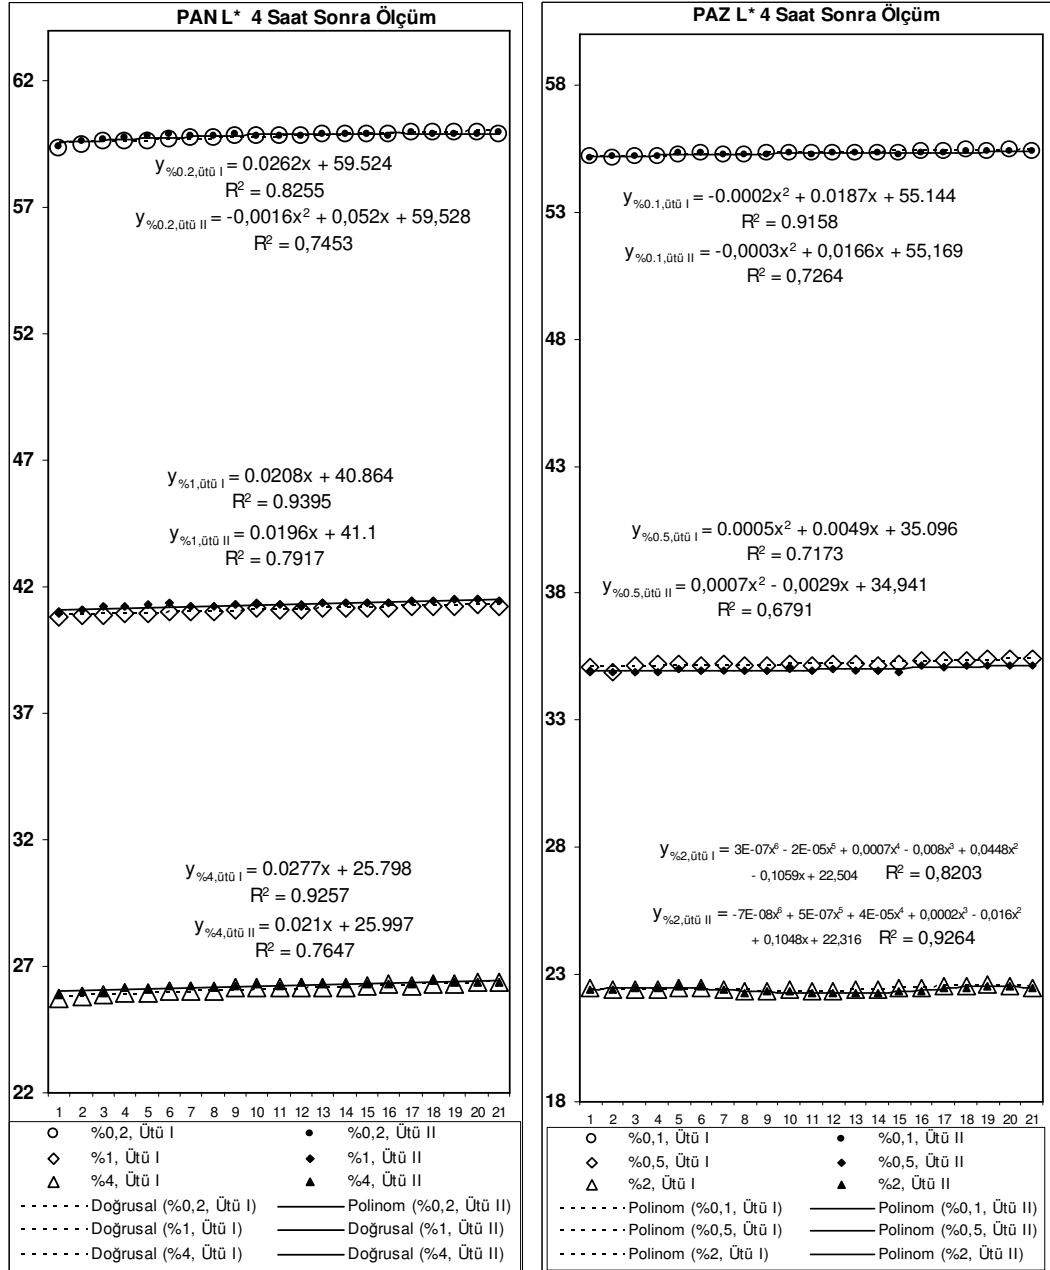 PAN L* 4 Saat Sonra Ölçüm
62
57
52
47
42
37
32
27
22
y%0.2,ütü I = 0.0262x + 59.524
R² = 0.8255
y%0.2,ütü II = -0,0016x² + 0,052x + 59,528
R² = 0,7453
y%1,ütü I = 0.0208x + 40.864
R² = 0.9395
y%1,ütü II = 0.0196x + 41.1
R² = 0.7917
y%4,ütü I = 0.0277x + 25.798
R² = 0.9257
y%4,ütü II = 0.021x + 25.997
R² = 0.7647
1 2 3 4 5 6 7 8 9 10 11 12 13 14 15 16 17 18 19 20 21
%0,2, Ütü I %0,2, Ütü II
%1, Ütü I %1, Ütü II
%4, Ütü I %4, Ütü II
Doğrusal (%0,2, Ütü I) Polinom (%0,2, Ütü II)
Doğrusal (%1, Ütü I) Doğrusal (%1, Ütü II)
Doğrusal (%4, Ütü I) Doğrusal (%4, Ütü II)
PAZ L* 4 Saat Sonra Ölçüm
58
53
48
43
38
33
28
23
18
y%0.1,ütü I = -0.0002x² + 0.0187x + 55.144
R² = 0.9158
y%0.1,ütü II = -0,0003x² + 0,0166x + 55,169
R² = 0,7264
y%0.5,ütü I = 0.0005x² + 0.0049x + 35.096
R² = 0.7173
y%0.5,ütü II = 0,0007x² - 0,0029x + 34,941
R² = 0,6791
y%2,ütü I = 3E-07x⁶ - 2E-05x⁵ + 0,0007x⁴ - 0,008x³ + 0,0448x²
- 0,1059x + 22,504 R² = 0,8203
y%2,ütü II = -7E-08x⁶ + 5E-07x⁵ + 4E-05x⁴ + 0,0002x³ - 0,016x²
+ 0,1048x + 22,316 R² = 0,9264
1 2 3 4 5 6 7 8 9 10 11 12 13 14 15 16 17 18 19 20 21
%0,1, Ütü I %0,1, Ütü II
%0,5, Ütü I %0,5, Ütü II
%2, Ütü I %2, Ütü II
Polinom (%0,1, Ütü I) Polinom (%0,1, Ütü II)
Polinom (%0,5, Ütü I) Polinom (%0,5, Ütü II)
Polinom (%2, Ütü I) Polinom (%2, Ütü II)